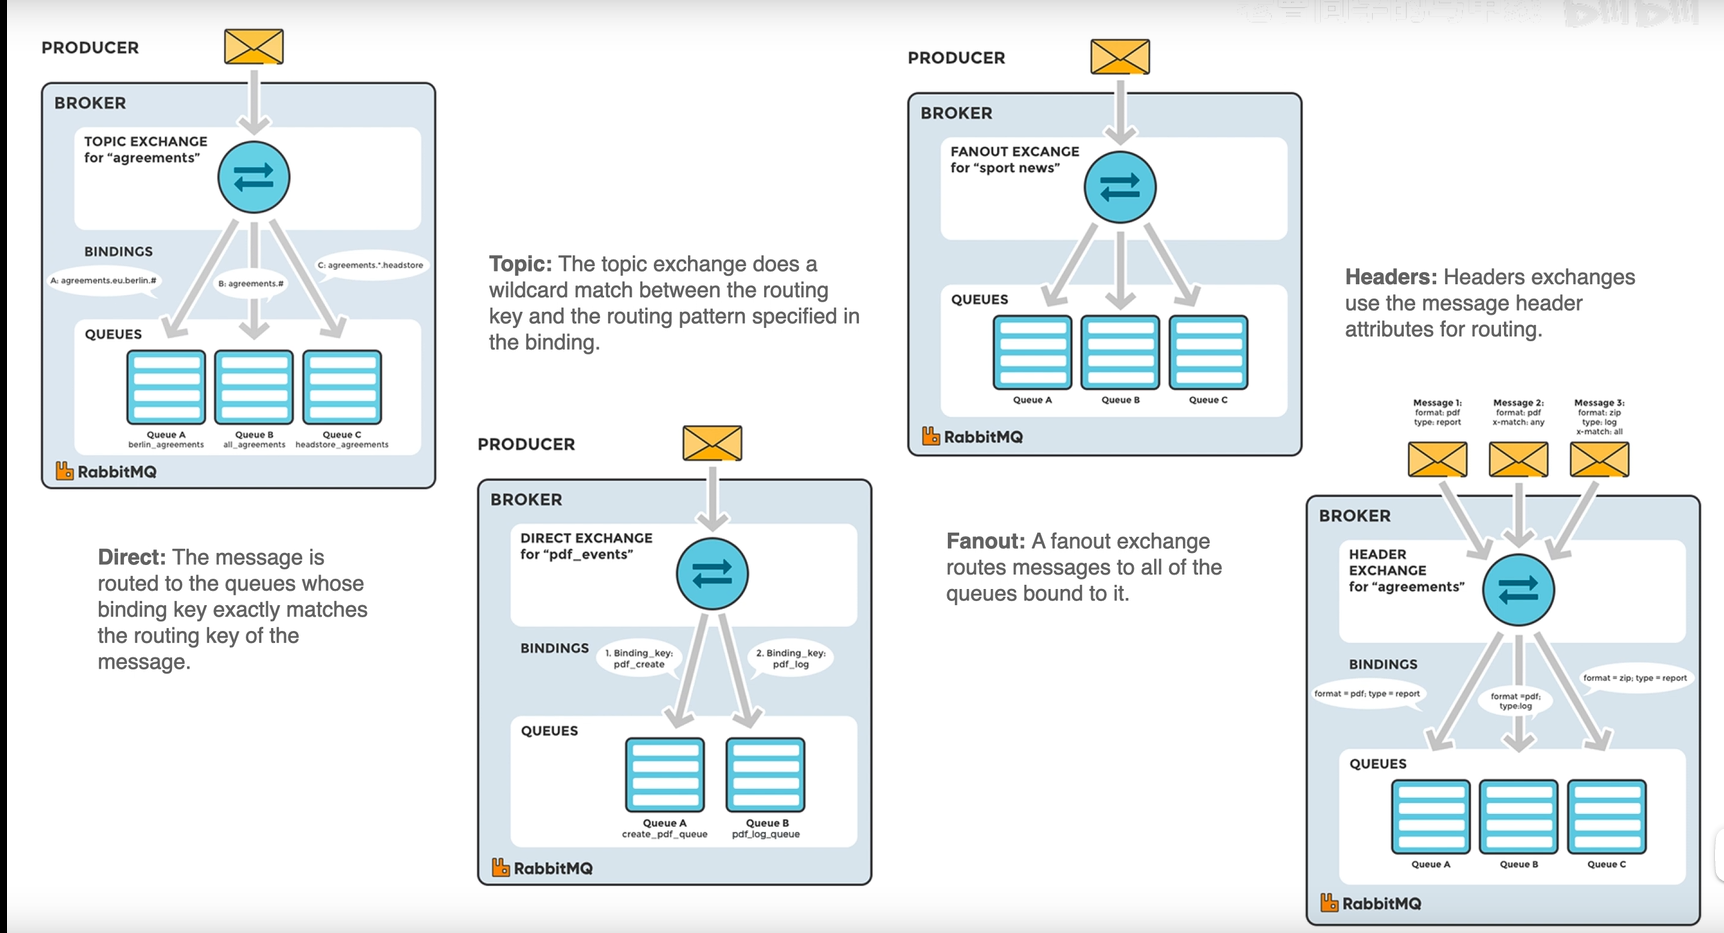 PRODUCER
BROKER
TOPIC EXCHANGE
for “agreements”
BINDINGS
A: agreements.eu.berlin.#
B: agreements.#
C: agreements.*.headstore
QUEUES
Queue A
berlin_agreements
Queue B
all_agreements
Queue C
headstore_agreements
RabbitMQ
Topic: The topic exchange does a
wildcard match between the routing
key and the routing pattern specified in
the binding.
Direct: The message is
routed to the queues whose
binding key exactly matches
the routing key of the
message.
PRODUCER
BROKER
DIRECT EXCHANGE
for “pdf_events”
BINDINGS
1. Binding_key:
pdf_create
2. Binding_key:
pdf_log
QUEUES
Queue A
create_pdf_queue
Queue B
pdf_log_queue
RabbitMQ
PRODUCER
BROKER
FANOUT EXCANGE
for “sport news”
QUEUES
Queue A
Queue B
Queue C
RabbitMQ
Fanout: A fanout exchange
routes messages to all of the
queues bound to it.
Headers: Headers exchanges
use the message header
attributes for routing.
Message 1:
format: pdf
type: report
Message 2:
format: pdf
x-match: any
Message 3:
format: zip
type: log
x-match: all
BROKER
HEADER
EXCHANGE
for “agreements”
BINDINGS
format = pdf; type = report
format =pdf;
type:log
format = zip; type = report
QUEUES
Queue A
Queue B
Queue C
RabbitMQ